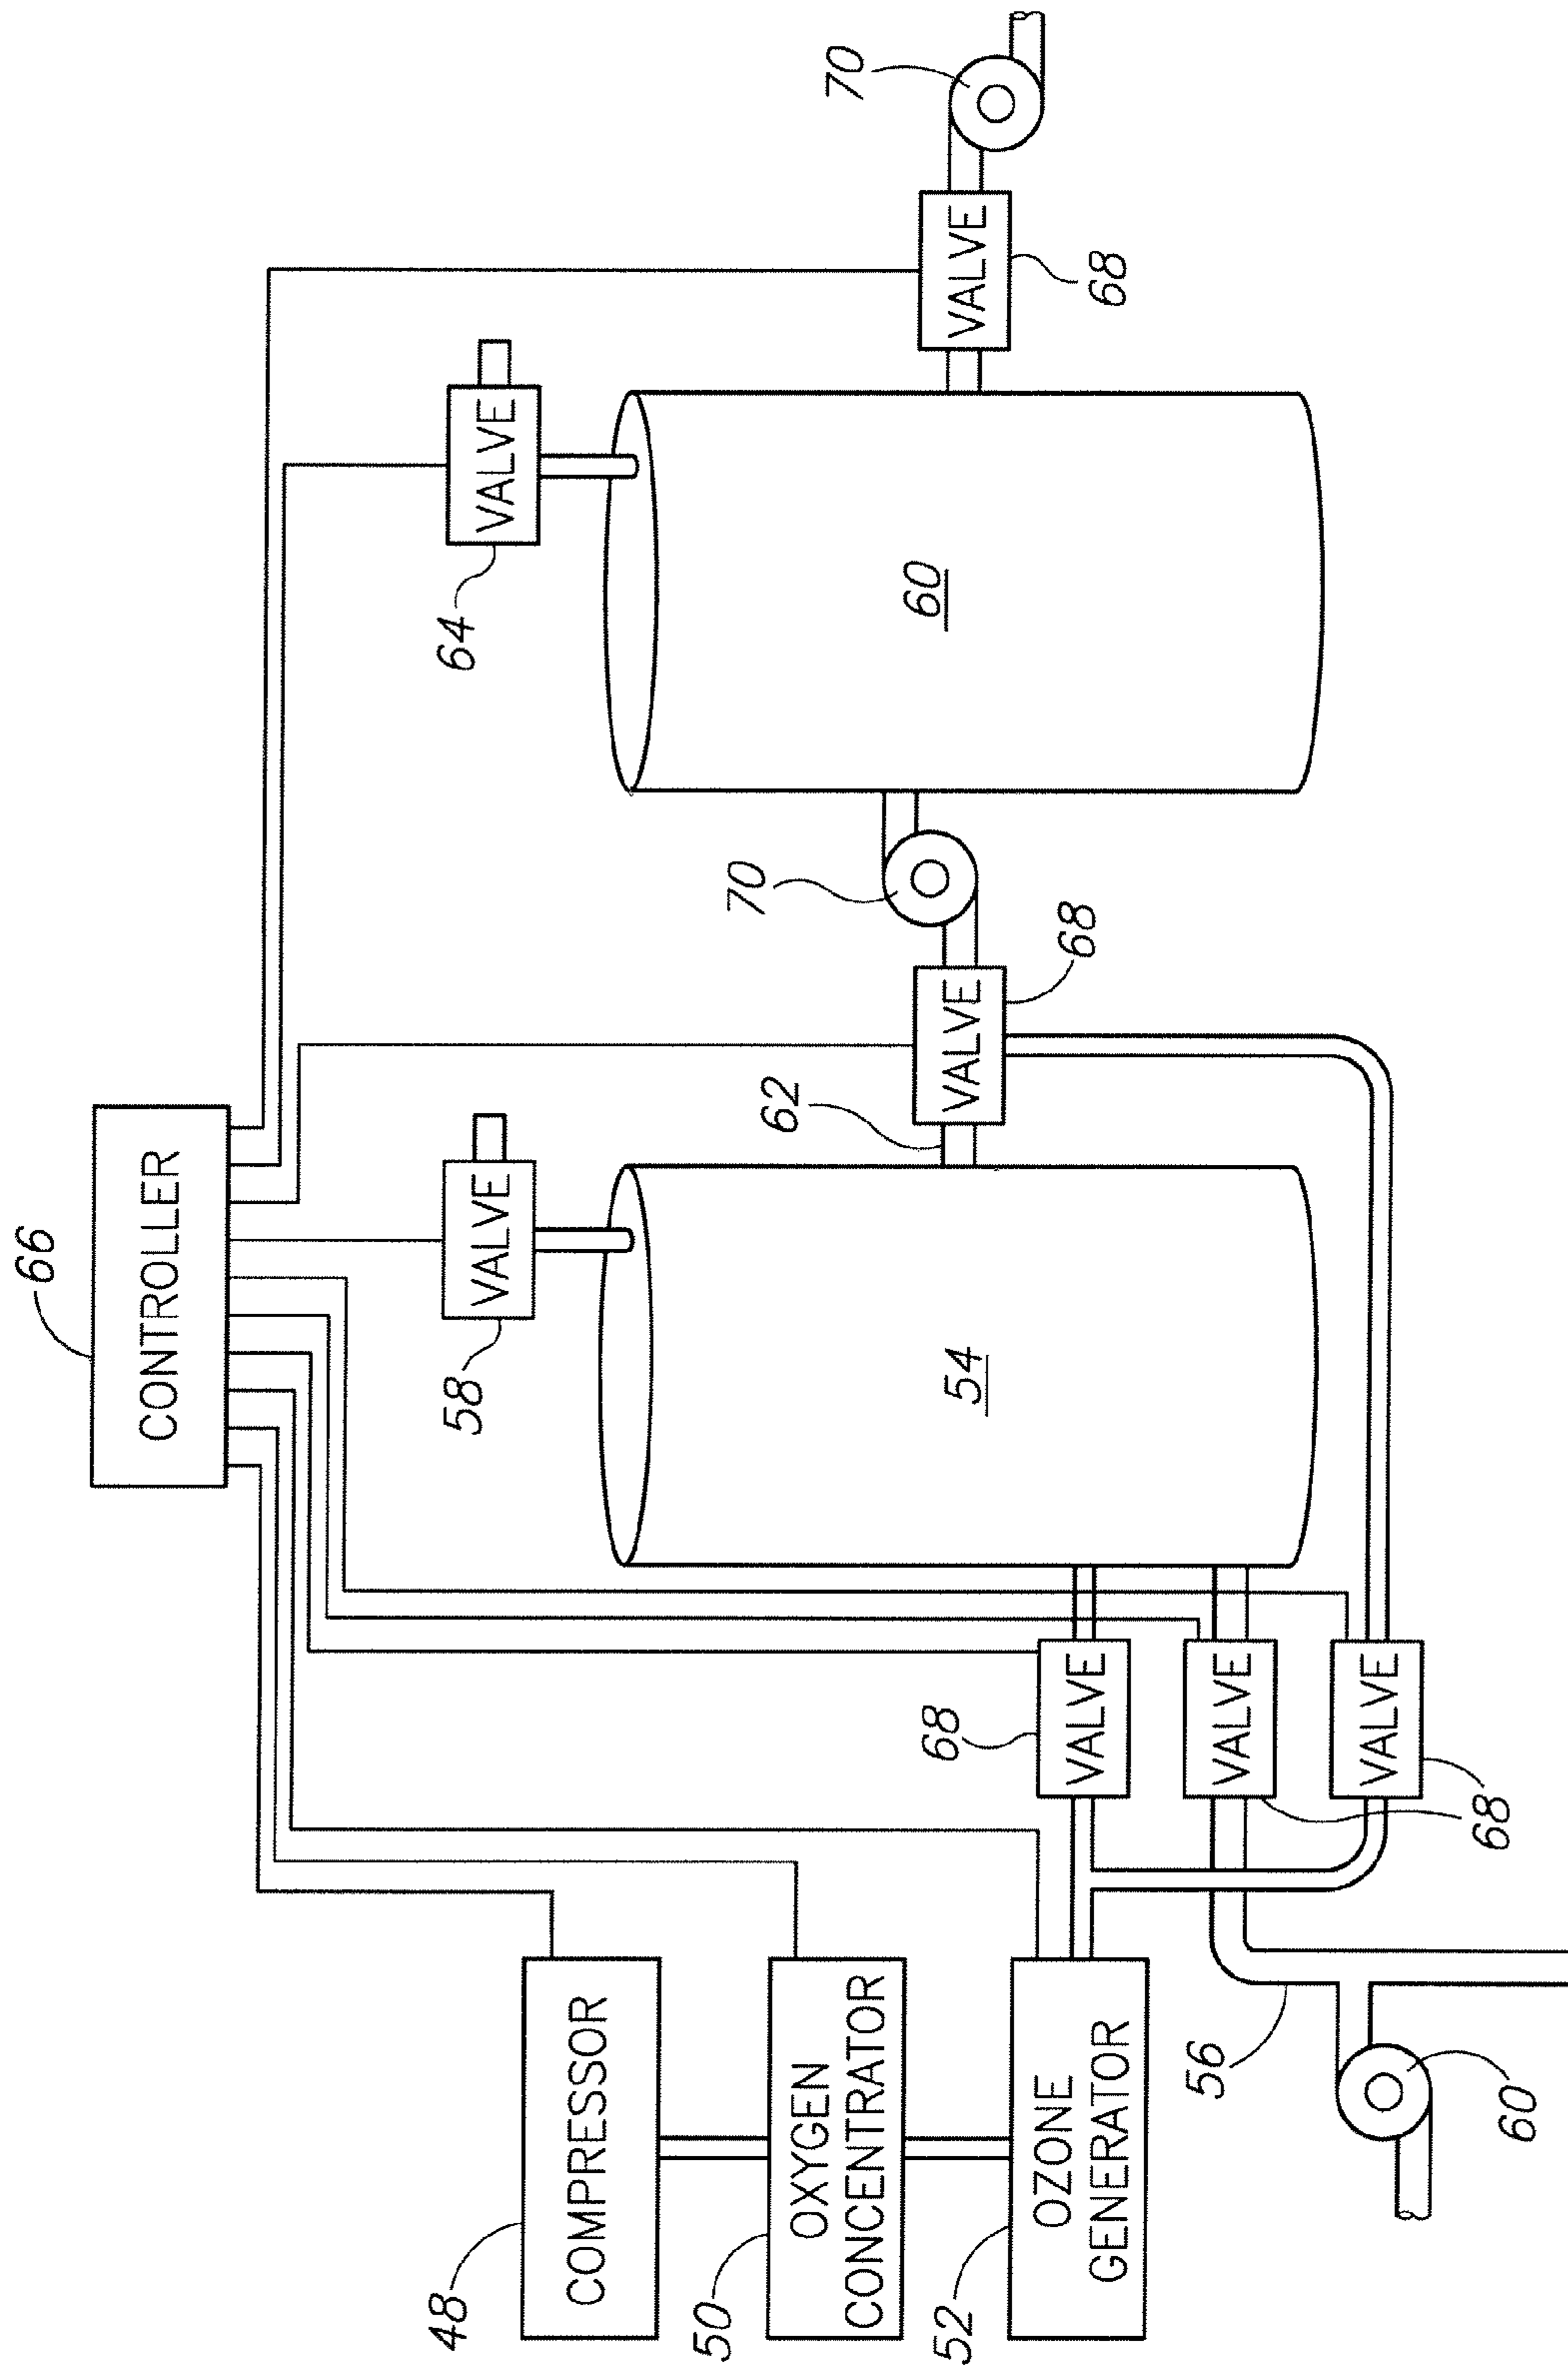 66
CONTROLLER
48
COMPRESSOR
50
OXYGEN
CONCENTRATOR
52
OZONE
GENERATOR
58
VALVE
64
VALVE
54
60
62
VALVE
68
70
VALVE
68
70
68
VALVE
VALVE
VALVE
68
56
60